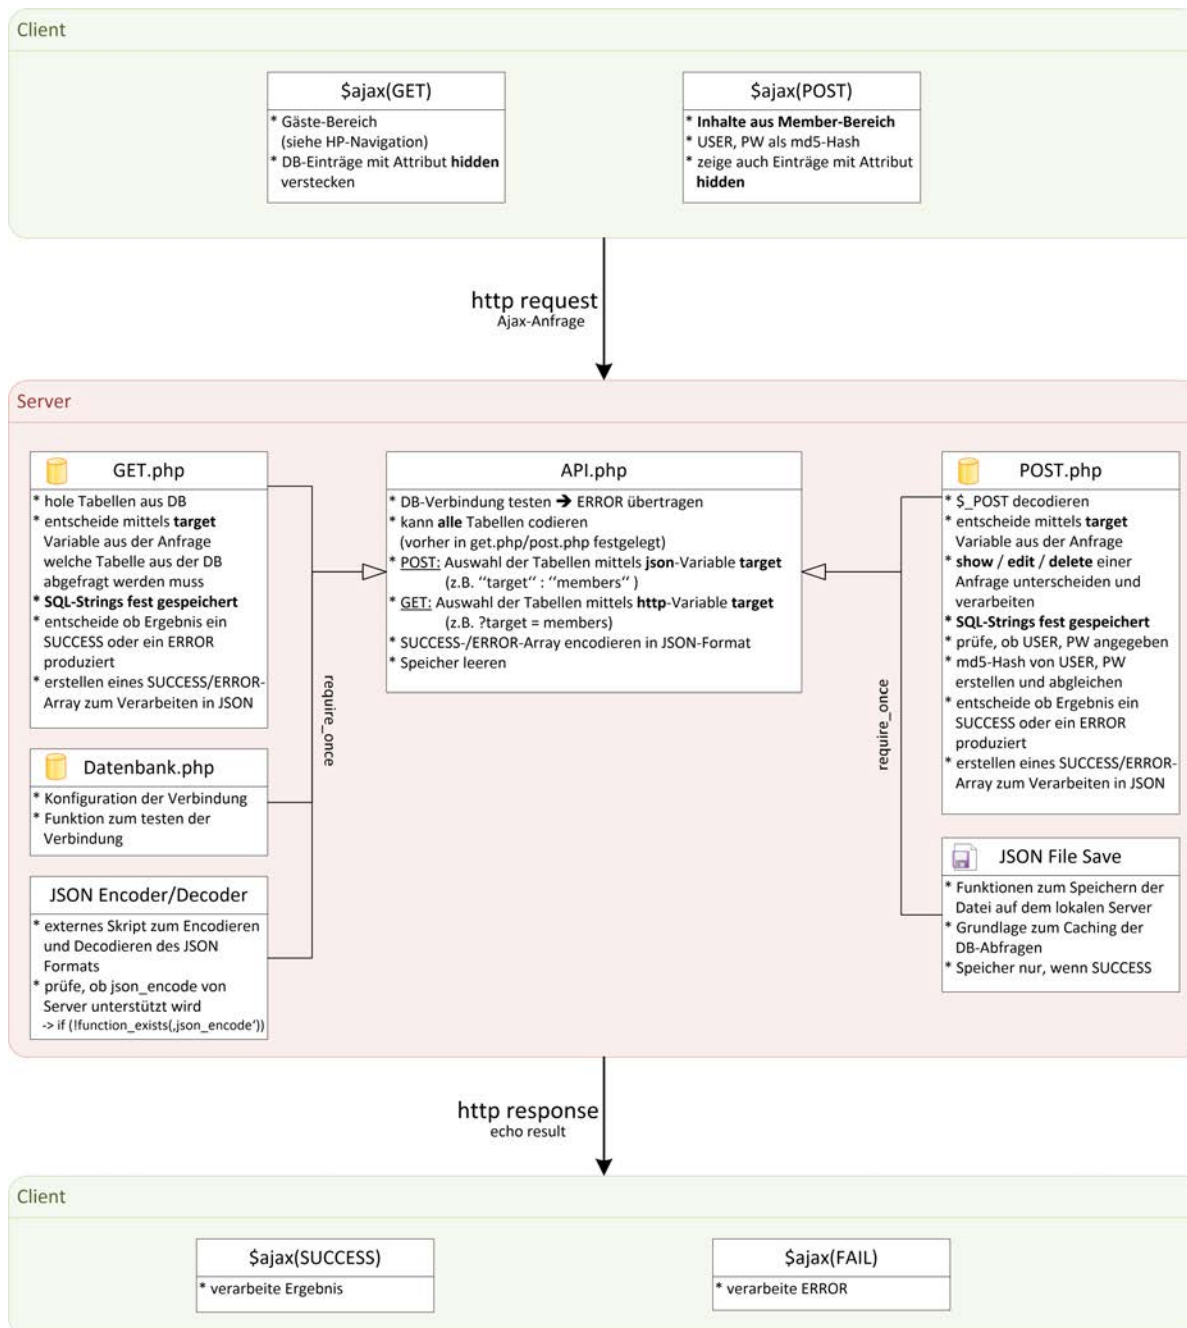 Client
$ajax(GET)
* Gäste-Bereich
(siehe HP-Navigation)
* DB-Einträge mit Attribut hidden
verstecken
$ajax(POST)
* Inhalte aus Member-Bereich
* USER, PW als md5-Hash
* zeige auch Einträge mit Attribut
hidden
http request
Ajax-Anfrage
Server
GET.php
* hole Tabellen aus DB
* entscheide mittels target
Variable aus der Anfrage
welche Tabelle aus der DB
abgefragt werden muss
* SQL-Strings fest gespeichert
* entscheide ob Ergebnis ein
SUCCESS oder ein ERROR
produziert
* erstellen eines SUCCESS/ERROR-
Array zum Verarbeiten in JSON
Datenbank.php
* Konfiguration der Verbindung
* Funktion zum testen der
Verbindung
JSON Encoder/Decoder
* externes Skript zum Encodieren
und Decodieren des JSON
Formats
* prüfe, ob json_encode von
Server unterstützt wird
-> if (!function_exists(‚json_encode‘))
require_once
API.php
* DB-Verbindung testen ➔ ERROR übertragen
* kann alle Tabellen codieren
(vorher in get.php/post.php festgelegt)
* POST: Auswahl der Tabellen mittels json-Variable target
(z.B. “target“ : “members“ )
* GET: Auswahl der Tabellen mittels http-Variable target
(z.B. ?target = members)
* SUCCESS-/ERROR-Array encodieren in JSON-Format
* Speicher leeren
require_once
POST.php
* $_POST decodieren
* entscheide mittels target
Variable aus der Anfrage
* show / edit / delete einer
Anfrage unterscheiden und
verarbeiten
* SQL-Strings fest gespeichert
* prüfe, ob USER, PW angegeben
* md5-Hash von USER, PW
erstellen und abgleichen
* entscheide ob Ergebnis ein
SUCCESS oder ein ERROR
produziert
* erstellen eines SUCCESS/ERROR-
Array zum Verarbeiten in JSON
JSON File Save
* Funktionen zum Speichern der
Datei auf dem lokalen Server
* Grundlage zum Caching der
DB-Abfragen
* Speicher nur, wenn SUCCESS
http response
echo result
Client
$ajax(SUCCESS)
* verarbeite Ergebnis
$ajax(FAIL)
* verarbeite ERROR